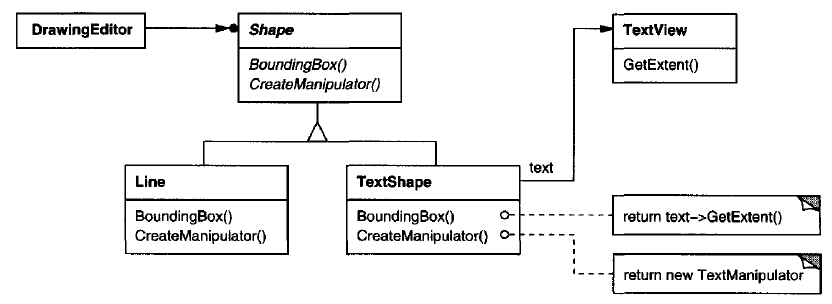 DrawingEditor
Shape
BoundingBox()
CreateManipulator()
TextView
GetExtent()
text
Line
BoundingBox()
CreateManipulator()
TextShape
BoundingBox()
CreateManipulator()
return text->GetExtent()
return new TextManipulator